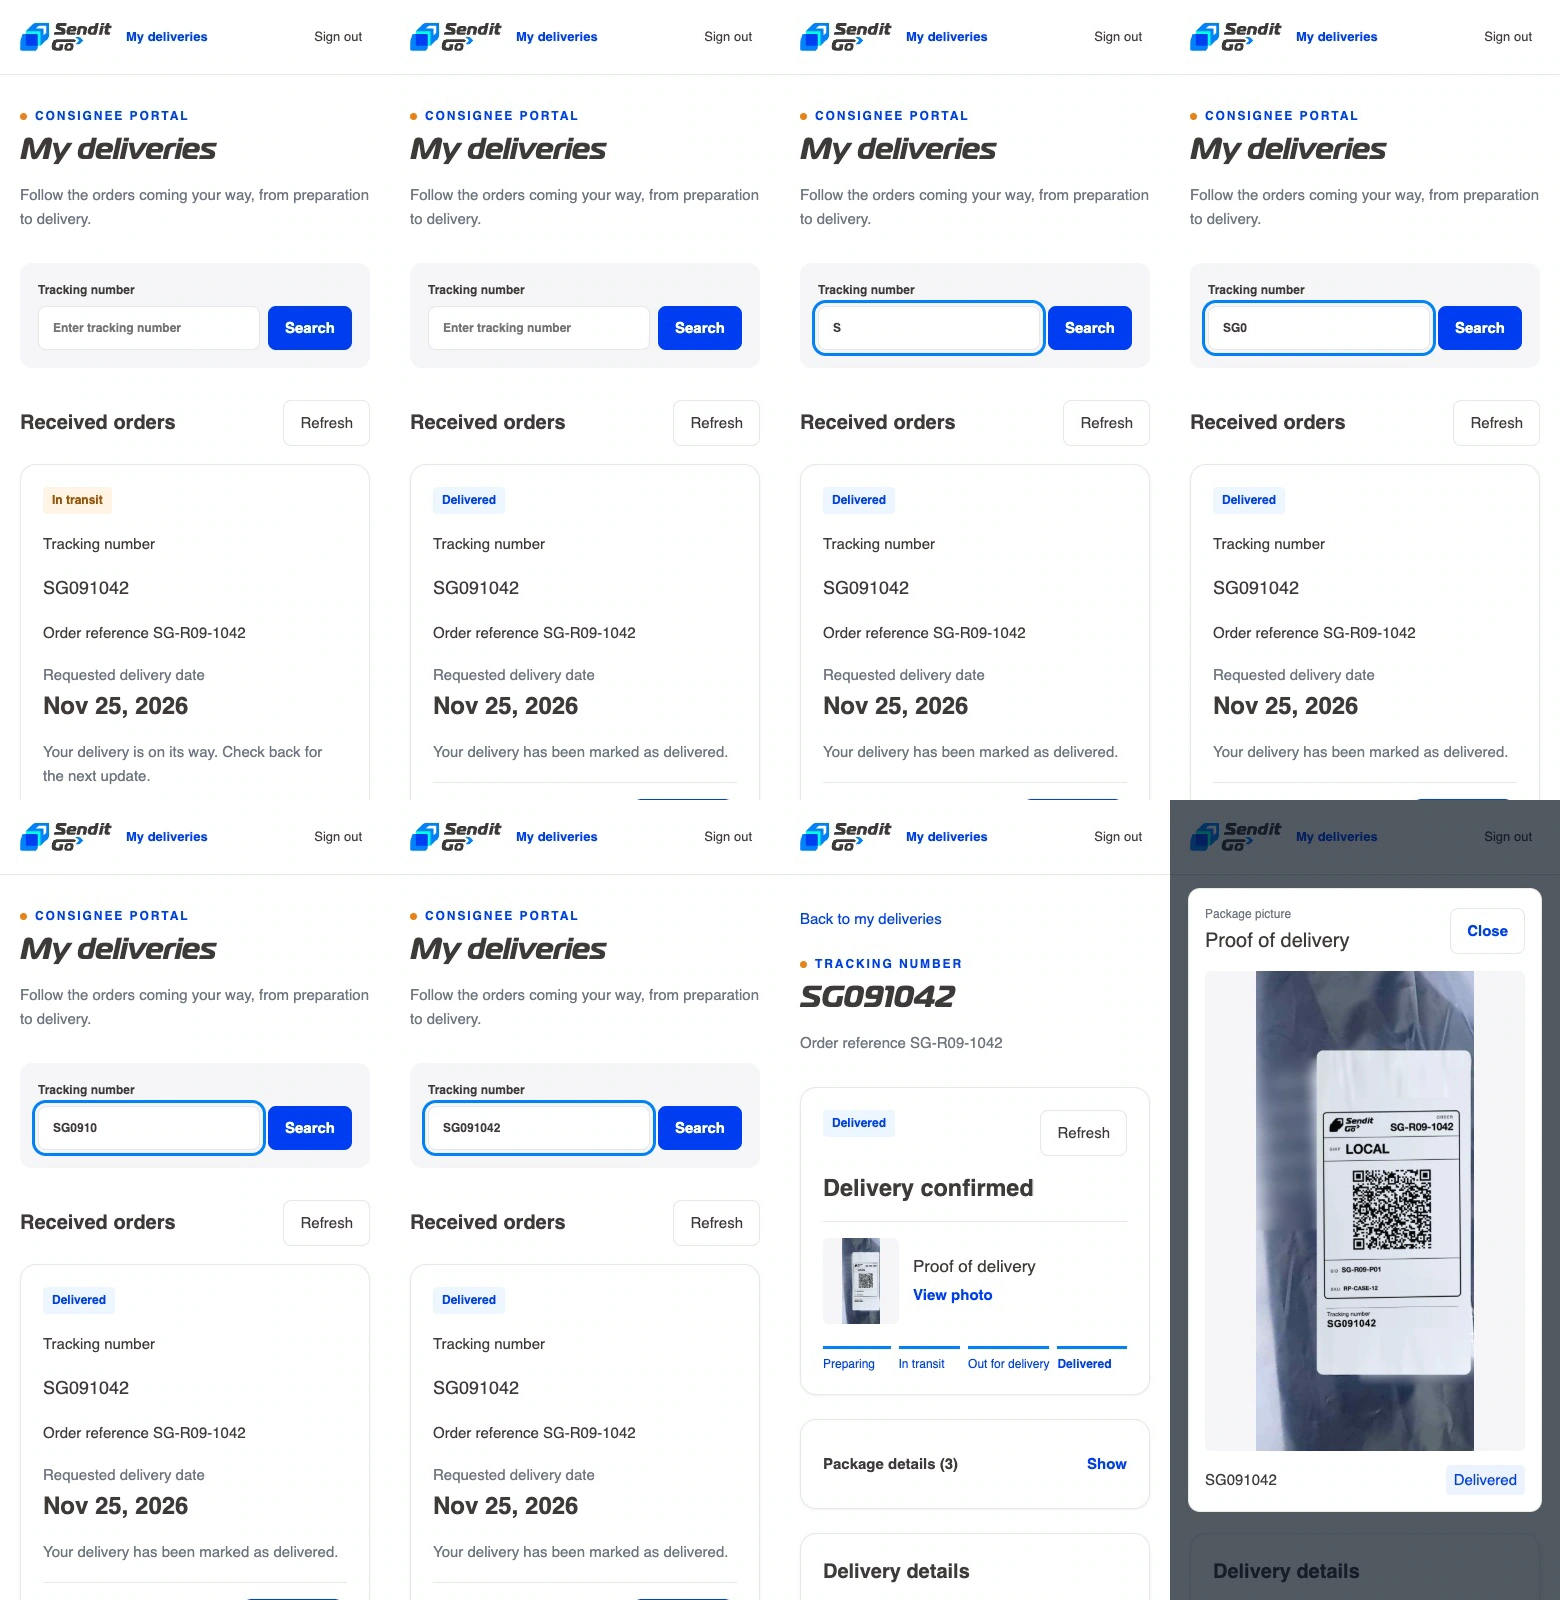 Sendit Go
My deliveries
Sign out
CONSIGNEE PORTAL
My deliveries
Follow the orders coming your way, from preparation
to delivery.
Tracking number
Enter tracking number
Search
Received orders
Refresh
In transit
Tracking number
SG091042
Order reference SG-R09-1042
Requested delivery date
Nov 25, 2026
Your delivery is on its way. Check back for
the next update.
Sendit Go
My deliveries
Sign out
CONSIGNEE PORTAL
My deliveries
Follow the orders coming your way, from preparation
to delivery.
Tracking number
Enter tracking number
Search
Received orders
Refresh
Delivered
Tracking number
SG091042
Order reference SG-R09-1042
Requested delivery date
Nov 25, 2026
Your delivery has been marked as delivered.
Sendit Go
My deliveries
Sign out
CONSIGNEE PORTAL
My deliveries
Follow the orders coming your way, from preparation
to delivery.
Tracking number
S
Search
Received orders
Refresh
Delivered
Tracking number
SG091042
Order reference SG-R09-1042
Requested delivery date
Nov 25, 2026
Your delivery has been marked as delivered.
Sendit Go
My deliveries
Sign out
CONSIGNEE PORTAL
My deliveries
Follow the orders coming your way, from preparation
to delivery.
Tracking number
SG0
Search
Received orders
Refresh
Delivered
Tracking number
SG091042
Order reference SG-R09-1042
Requested delivery date
Nov 25, 2026
Your delivery has been marked as delivered.
Sendit Go
My deliveries
Sign out
CONSIGNEE PORTAL
My deliveries
Follow the orders coming your way, from preparation
to delivery.
Tracking number
SG0910
Search
Received orders
Refresh
Delivered
Tracking number
SG091042
Order reference SG-R09-1042
Requested delivery date
Nov 25, 2026
Your delivery has been marked as delivered.
Sendit Go
My deliveries
Sign out
CONSIGNEE PORTAL
My deliveries
Follow the orders coming your way, from preparation
to delivery.
Tracking number
SG091042
Search
Received orders
Refresh
Delivered
Tracking number
SG091042
Order reference SG-R09-1042
Requested delivery date
Nov 25, 2026
Your delivery has been marked as delivered.
Sendit Go
My deliveries
Sign out
Back to my deliveries
TRACKING NUMBER
SG091042
Order reference SG-R09-1042
Delivered
Refresh
Delivery confirmed
Proof of delivery
View photo
Preparing
In transit
Out for delivery
Delivered
Package details (3)
Show
Delivery details
Sendit Go
My deliveries
Sign out
Package picture
Proof of delivery
Close
Sendit Go
ORDER
SG-R09-1042
LOCAL
SG-R09-P01
SKU RP-CASE-12
Tracking number
SG091042
SG091042
Delivered
Delivery details